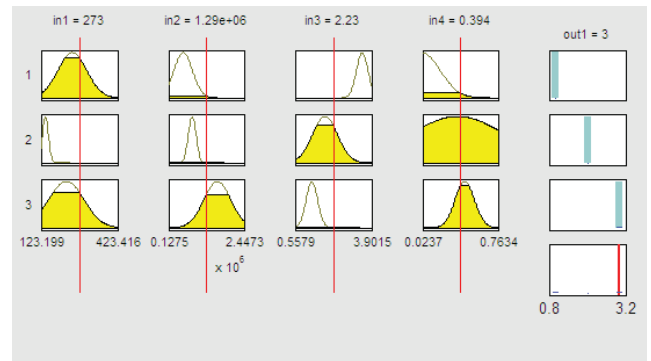 in1 = 273 in2 = 1.29e+06 in3 = 2.23 in4 = 0.394 out1 = 3
1
2
3
123.199 423.416 0.1275 2.4473 0.5579 3.9015 0.0237 0.7634
x 10^6
0.8 3.2